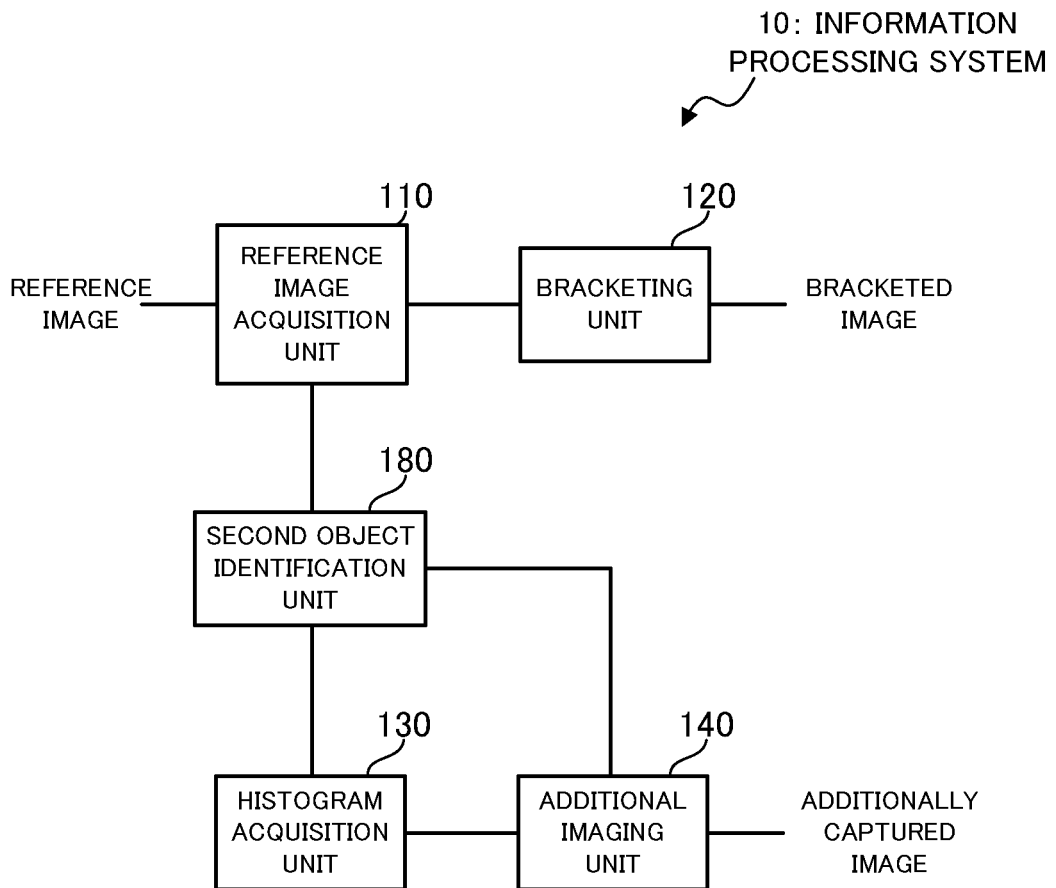 10: INFORMATION
PROCESSING SYSTEM
110
120
REFERENCE
IMAGE
REFERENCE
IMAGE
ACQUISITION
UNIT
BRACKETING
UNIT
BRACKETED
IMAGE
180
SECOND OBJECT
IDENTIFICATION
UNIT
130
140
HISTOGRAM
ACQUISITION
UNIT
ADDITIONAL
IMAGING
UNIT
ADDITIONALLY
CAPTURED
IMAGE